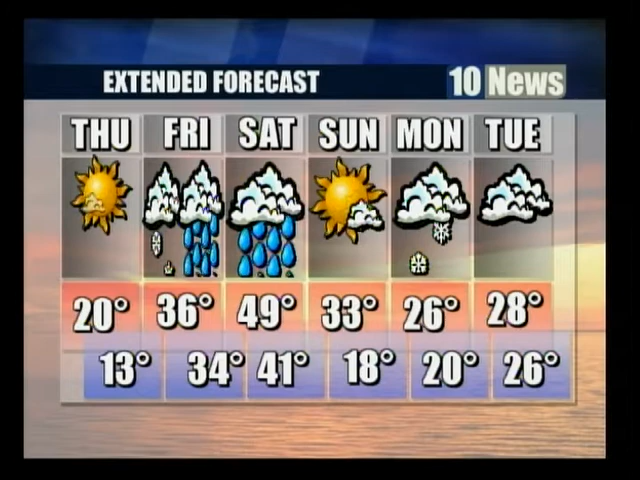 EXTENDED FORECAST 10 News
THU FRI SAT SUN MON TUE
20° 36° 49° 33° 26° 28°
13° 34° 41° 18° 20° 26°